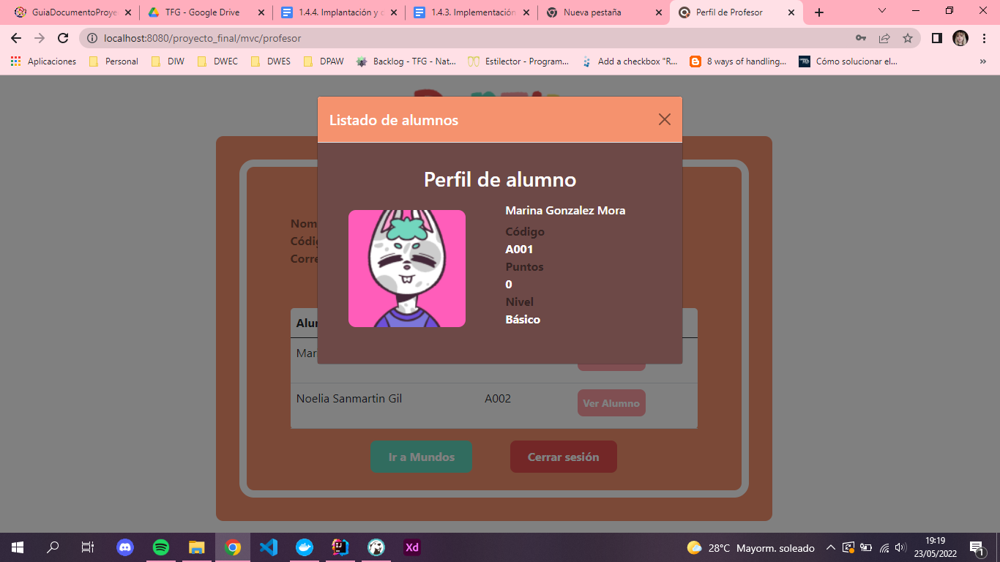 GuiaDocumentoProye
TFG - Google Drive
1.4.4. Implantación y c
1.4.3. Implementación
Nueva pestaña
Perfil de Profesor
localhost:8080/proyecto_final/mvc/profesor
Aplicaciones
Personal
DIW
DWEC
DWES
DPAW
Backlog - TFG - Nat...
Estilector - Program...
Add a checkbox "R...
8 ways of handling...
Cómo solucionar el...
»
Listado de alumnos
Perfil de alumno
Marina Gonzalez Mora
Código
A001
Puntos
0
Nivel
Básico
Nom
Códig
Corre
Alu
Mar
Noelia Sanmartin Gil A002 Ver Alumno
Ir a Mundos Cerrar sesión
Xd
28°C Mayorm. soleado
19:19
23/05/2022
1